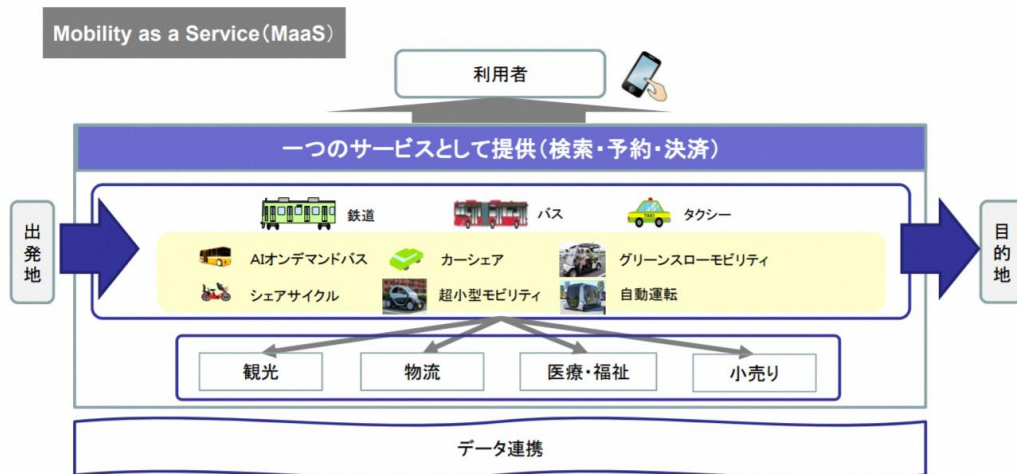 Mobility as a Service(MaaS)
利用者
一つのサービスとして提供(検索・予約・決済)
出発地
鉄道
バス
TAXI
タクシー
AIオンデマンドバス
カーシェア
グリーンスローモビリティ
シェアサイクル
超小型モビリティ
自動運転
目的地
観光
物流
医療・福祉
小売り
データ連携